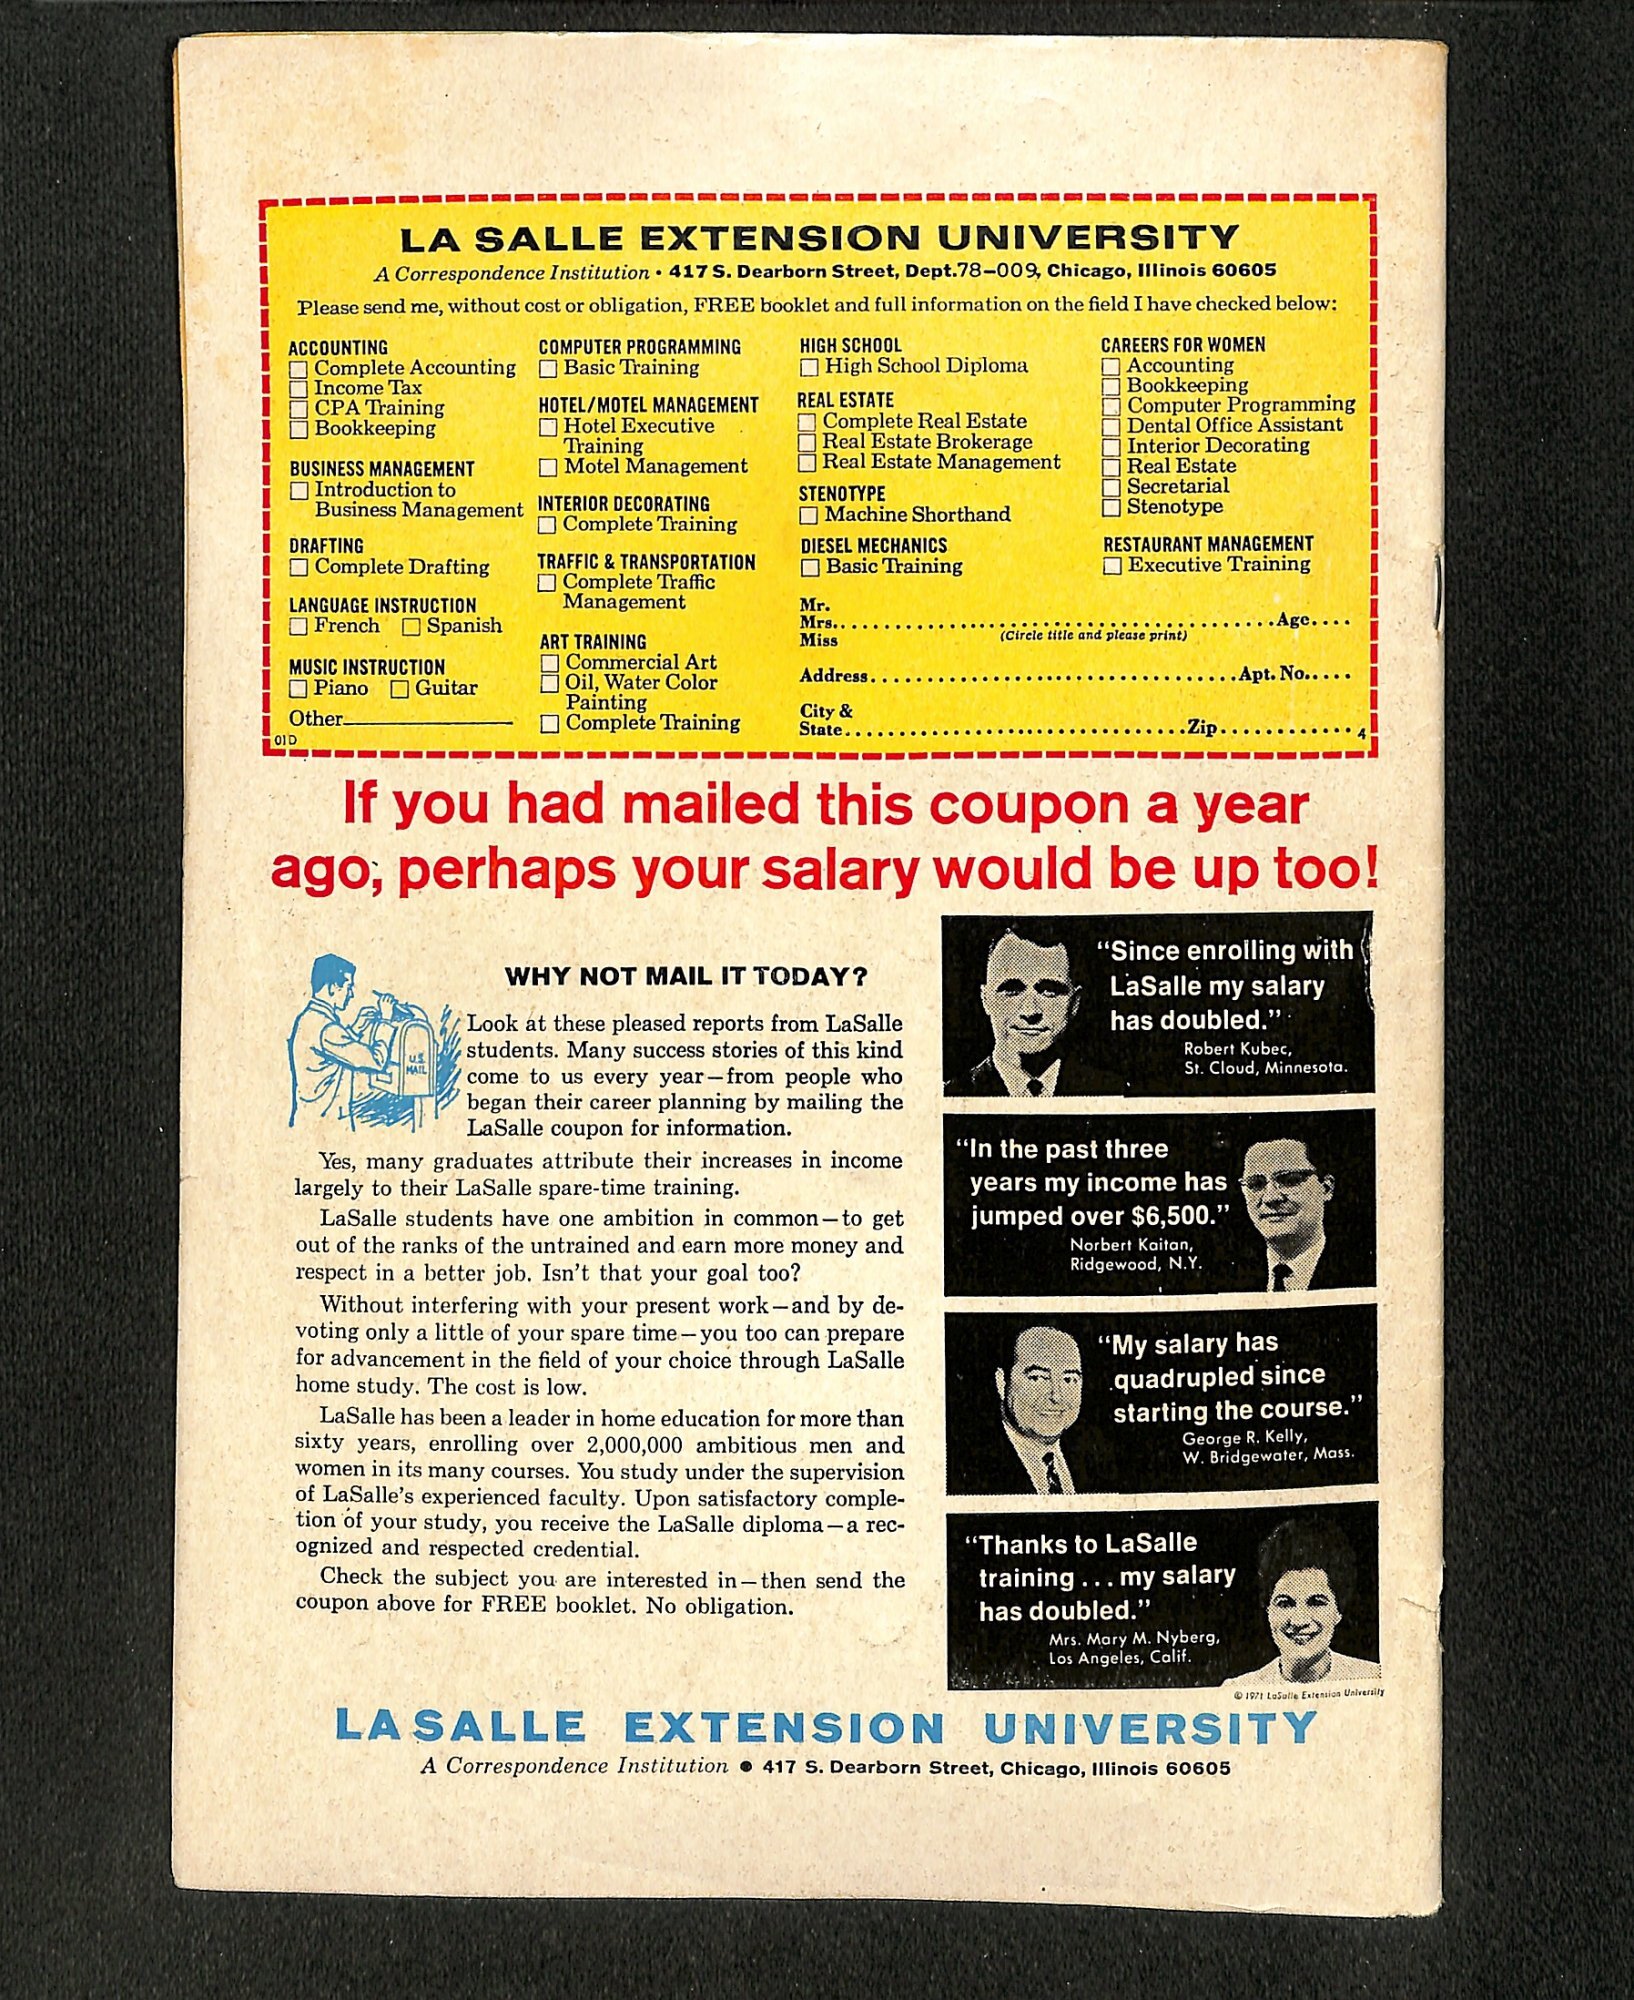 LA SALLE EXTENSION UNIVERSITY
A Correspondence Institution • 417 S. Dearborn Street, Dept. 78–009, Chicago, Illinois 60605
Please send me, without cost or obligation, FREE booklet and full information on the field I have checked below:
ACCOUNTING
Complete Accounting
Income Tax
CPA Training
Bookkeeping
BUSINESS MANAGEMENT
Introduction to
Business Management
DRAFTING
Complete Drafting
LANGUAGE INSTRUCTION
French Spanish
MUSIC INSTRUCTION
Piano Guitar
Other
01D
COMPUTER PROGRAMMING
Basic Training
HOTEL/MOTEL MANAGEMENT
Hotel Executive
Training
Motel Management
INTERIOR DECORATING
Complete Training
TRAFFIC & TRANSPORTATION
Complete Traffic
Management
ART TRAINING
Commercial Art
Oil, Water Color
Painting
Complete Training
HIGH SCHOOL
High School Diploma
REAL ESTATE
Complete Real Estate
Real Estate Brokerage
Real Estate Management
STENOTYPE
Machine Shorthand
DIESEL MECHANICS
Basic Training
CAREERS FOR WOMEN
Accounting
Bookkeeping
Computer Programming
Dental Office Assistant
Interior Decorating
Real Estate
Secretarial
Stenotype
RESTAURANT MANAGEMENT
Executive Training
Mr.
Mrs. Age
Miss (Circle title and please print)
Address Apt. No.
City &
State Zip 4
If you had mailed this coupon a year
ago, perhaps your salary would be up too!
WHY NOT MAIL IT TODAY?
U.S.
MAIL
Look at these pleased reports from LaSalle
students. Many success stories of this kind
come to us every year—from people who
began their career planning by mailing the
LaSalle coupon for information.
Yes, many graduates attribute their increases in income
largely to their LaSalle spare-time training.
LaSalle students have one ambition in common—to get
out of the ranks of the untrained and earn more money and
respect in a better job. Isn't that your goal too?
Without interfering with your present work—and by de-
voting only a little of your spare time—you too can prepare
for advancement in the field of your choice through LaSalle
home study. The cost is low.
LaSalle has been a leader in home education for more than
sixty years, enrolling over 2,000,000 ambitious men and
women in its many courses. You study under the supervision
of LaSalle's experienced faculty. Upon satisfactory comple-
tion of your study, you receive the LaSalle diploma—a rec-
ognized and respected credential.
Check the subject you are interested in—then send the
coupon above for FREE booklet. No obligation.
“Since enrolling with
LaSalle my salary
has doubled.”
Robert Kubec,
St. Cloud, Minnesota.
“In the past three
years my income has
jumped over $6,500.”
Norbert Kaitan,
Ridgewood, N.Y.
“My salary has
quadrupled since
starting the course.”
George R. Kelly,
W. Bridgewater, Mass.
“Thanks to LaSalle
training ... my salary
has doubled.”
Mrs. Mary M. Nyberg,
Los Angeles, Calif.
© 1971 LaSalle Extension University
LA SALLE EXTENSION UNIVERSITY
A Correspondence Institution ● 417 S. Dearborn Street, Chicago, Illinois 60605